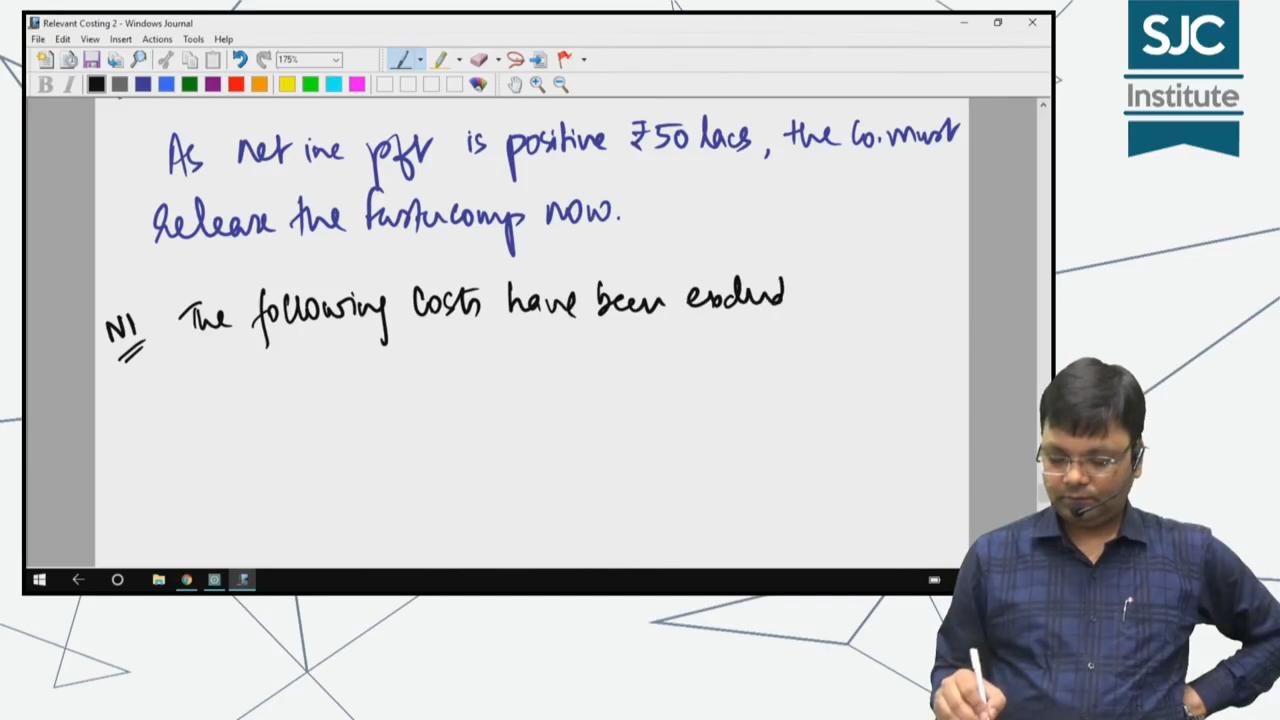 Relevant Costing 2 - Windows Journal
File Edit View Insert Actions Tools Help
175%
B I
As net inc pft is positive ₹50 lacs, the Co. must
release the Fastercomp now.
N1 The following costs have been exclud
SJC
Institute